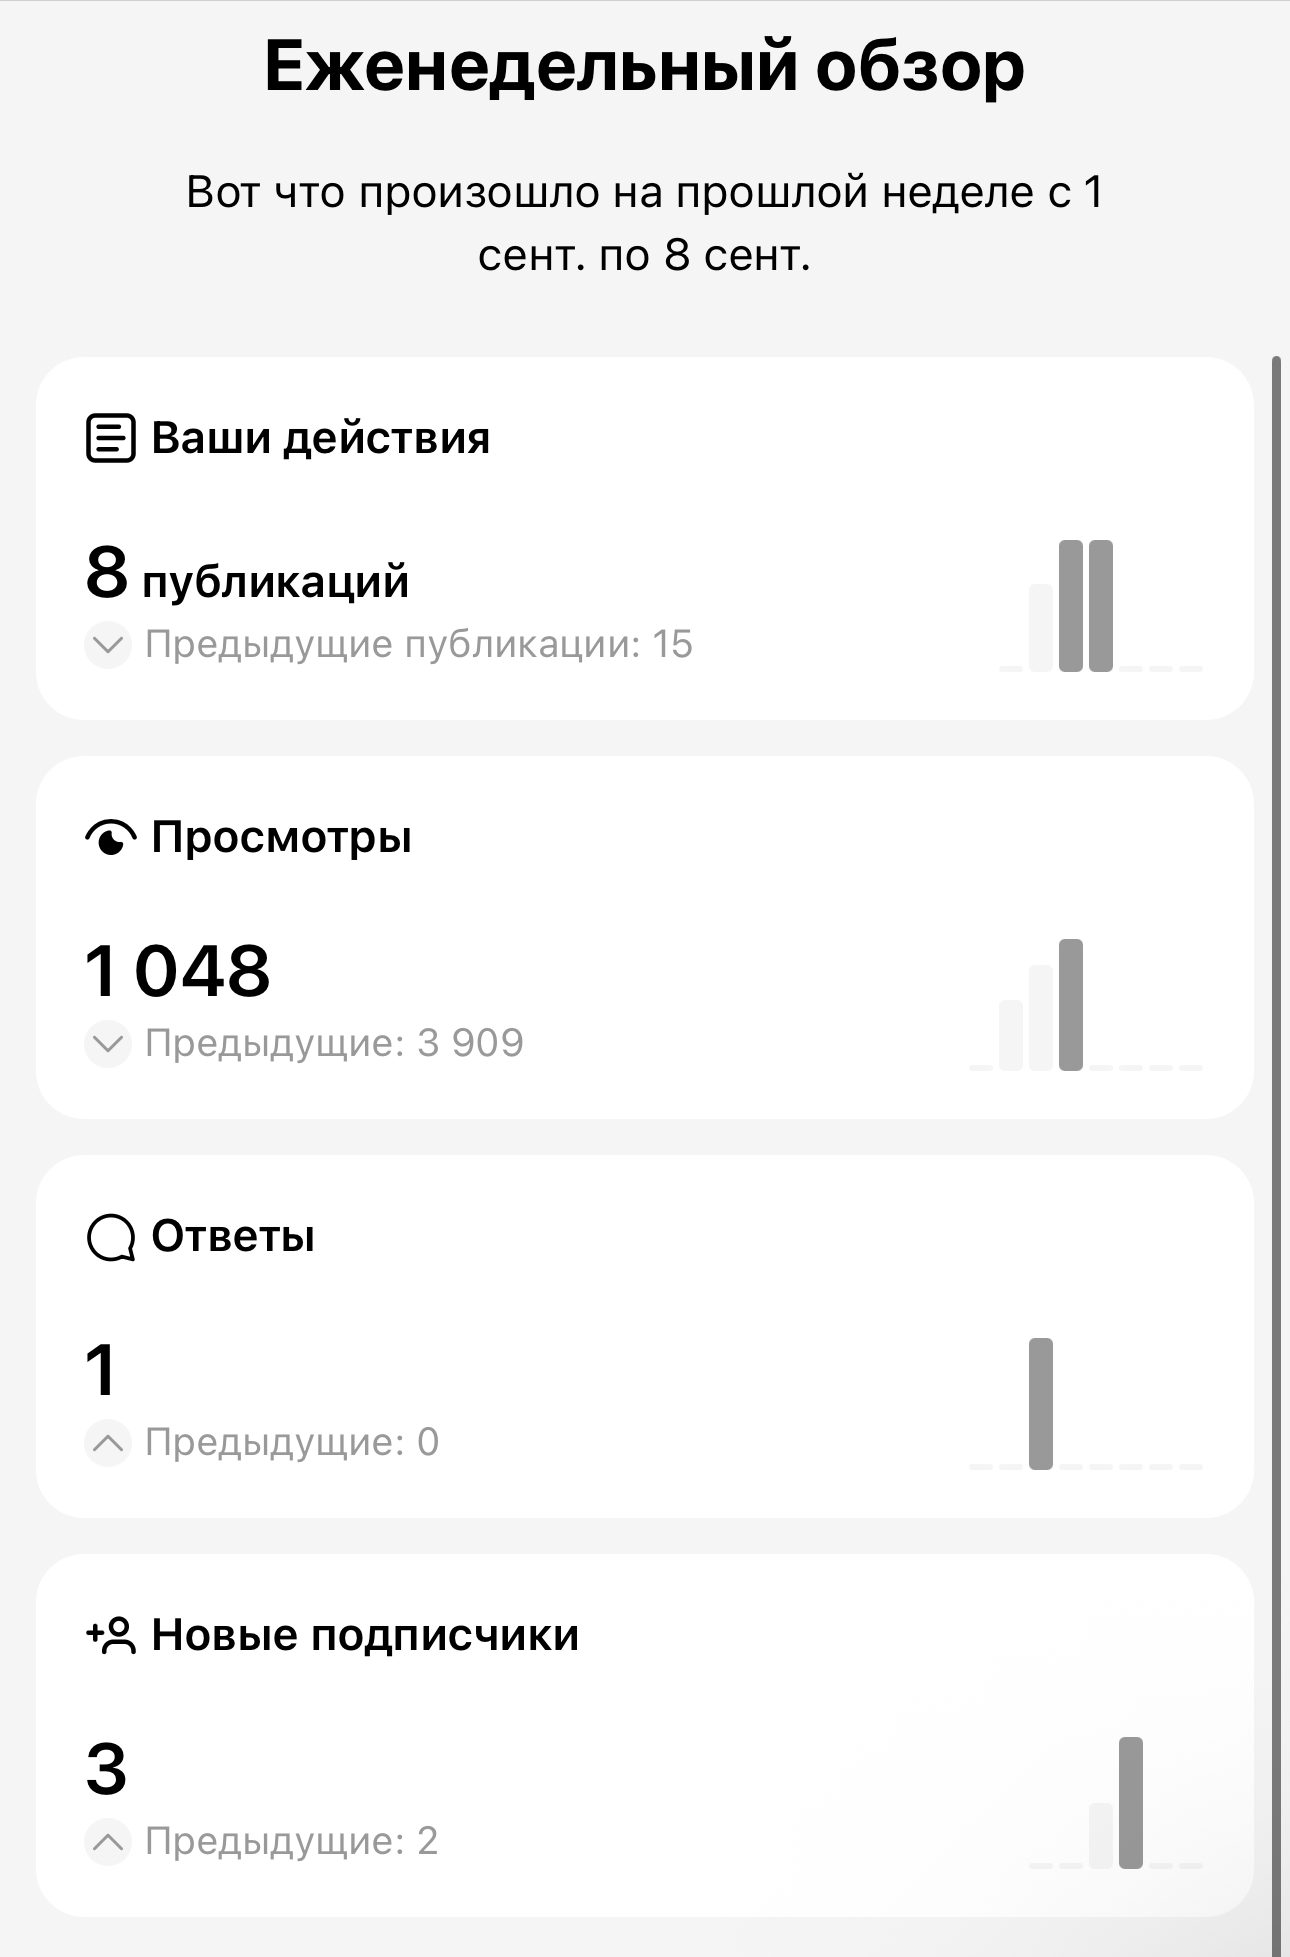 Еженедельный обзор
Вот что произошло на прошлой неделе с 1
сент. по 8 сент.
Ваши действия
8 публикаций
Предыдущие публикации: 15
Просмотры
1 048
Предыдущие: 3 909
Ответы
1
Предыдущие: 0
Новые подписчики
3
Предыдущие: 2